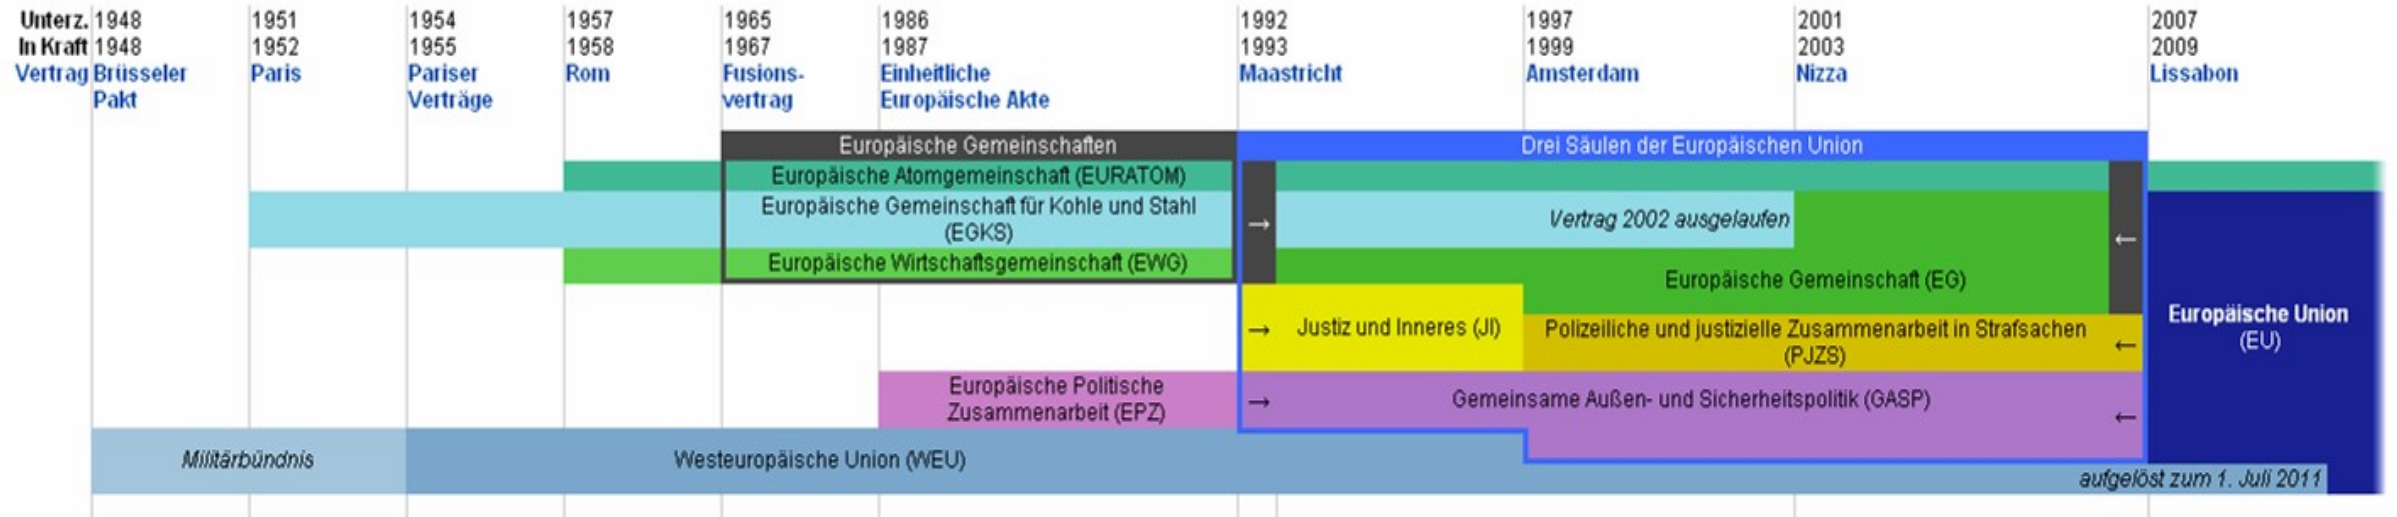 Unterz. 1948 1951 1954 1957 1965 1986 1992 1997 2001 2007
In Kraft 1948 1952 1955 1958 1967 1987 1993 1999 2003 2009
Vertrag Brüsseler Paris Pariser Rom Fusions- Einheitliche Maastricht Amsterdam Nizza Lissabon
Pakt Verträge vertrag Europäische Akte
Europäische Gemeinschaften Drei Säulen der Europäischen Union
Europäische Atomgemeinschaft (EURATOM)
Europäische Gemeinschaft für Kohle und Stahl
(EGKS)
→ Vertrag 2002 ausgelaufen ←
Europäische Wirtschaftsgemeinschaft (EWG)
Europäische Gemeinschaft (EG)
Europäische Union
(EU)
→ Justiz und Inneres (JI) Polizeiliche und justizielle Zusammenarbeit in Strafsachen
(PJZS) ←
Europäische Politische
Zusammenarbeit (EPZ)
→ Gemeinsame Außen- und Sicherheitspolitik (GASP) ←
Militärbündnis Westeuropäische Union (WEU)
aufgelöst zum 1. Juli 2011